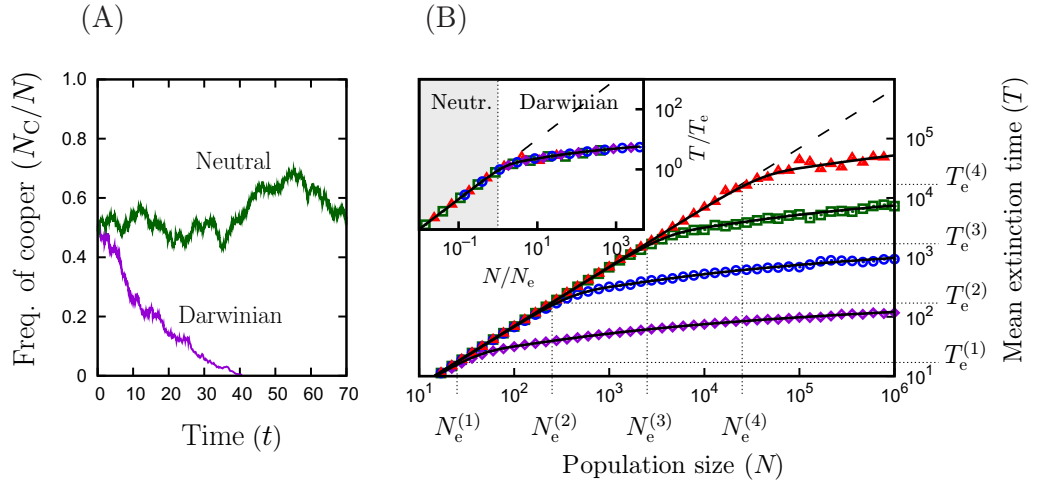 (A)
Freq. of cooper (N_C/N)
1.0
0.8
0.6
0.4
0.2
0
Neutral
Darwinian
0 10 20 30 40 50 60 70
Time (t)
(B)
Neutr. Darwinian
T/T_e
10^2
10^0
10^−1 10^1 10^3
N/N_e
10^5
10^4
10^3
10^2
10^1
T_e^(4)
T_e^(3)
T_e^(2)
T_e^(1)
Mean extinction time (T)
10^1 10^2 10^3 10^4 10^5 10^6
N_e^(1) N_e^(2) N_e^(3) N_e^(4)
Population size (N)